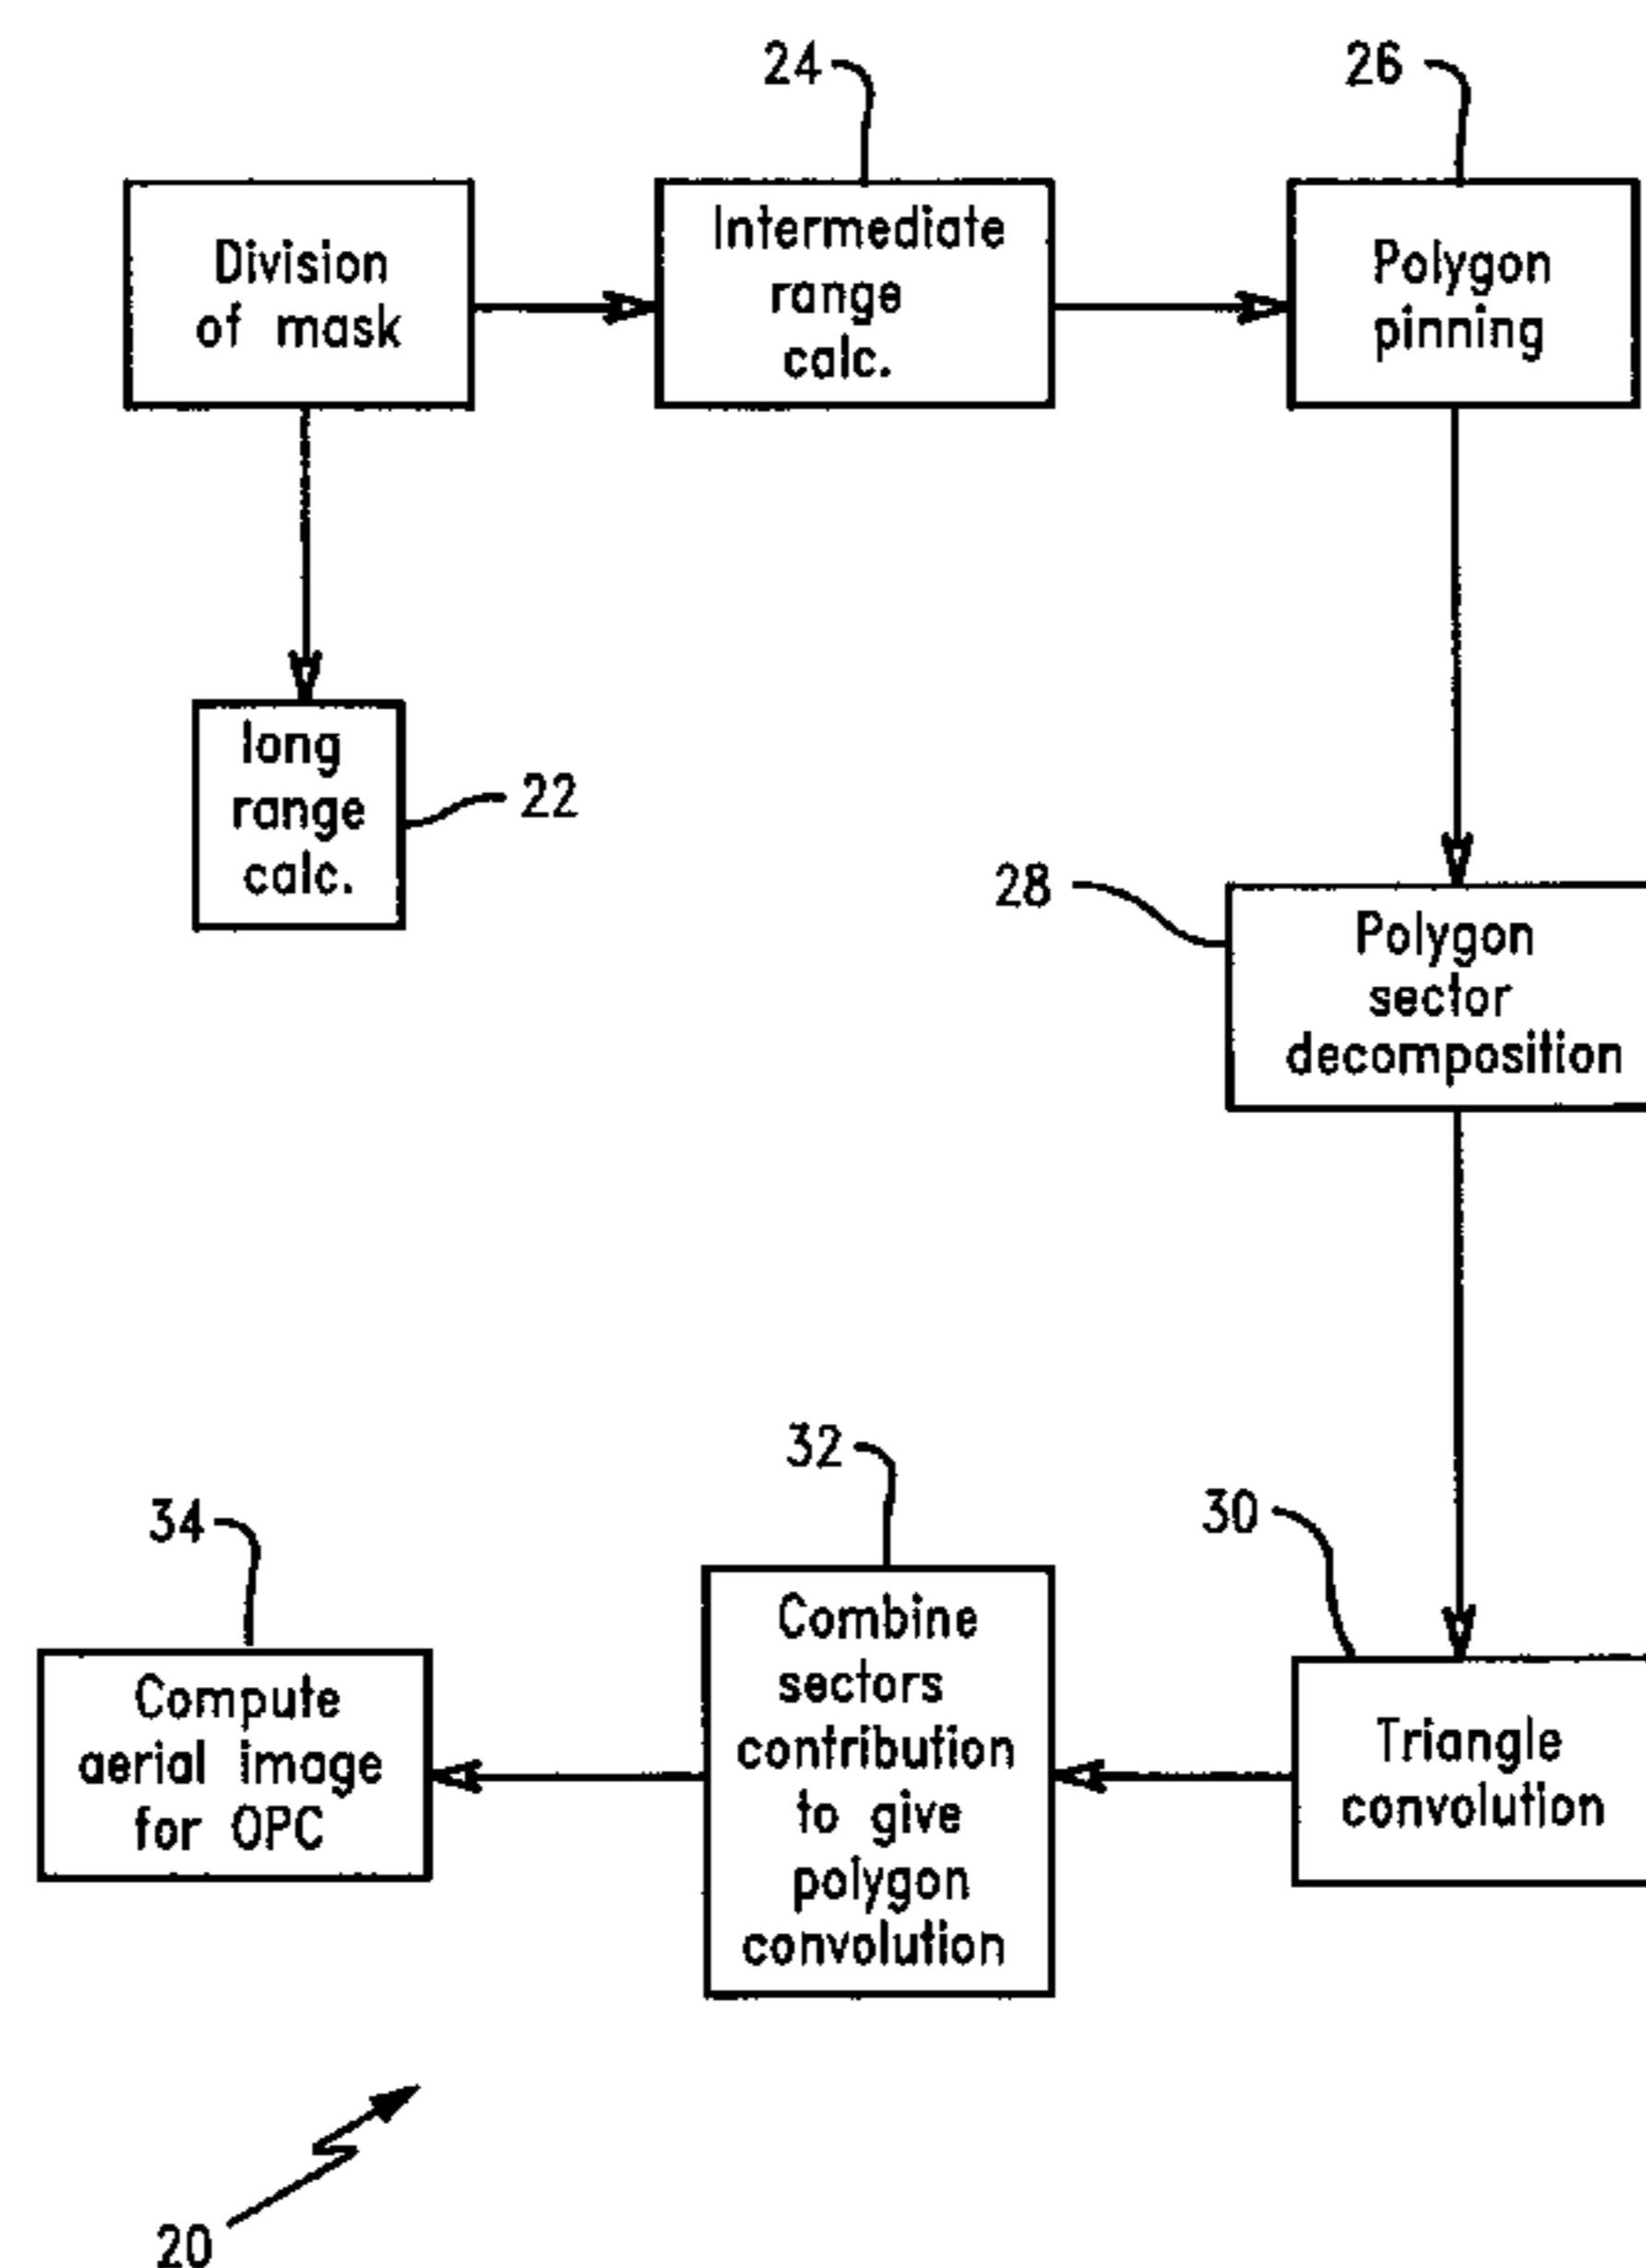 24
26
Division
of mask
Intermediate
range
calc.
Polygon
pinning
long
range
calc.
22
28
Polygon
sector
decomposition
32
34
30
Combine
sectors
contribution
to give
polygon
convolution
Compute
aerial image
for OPC
Triangle
convolution
20